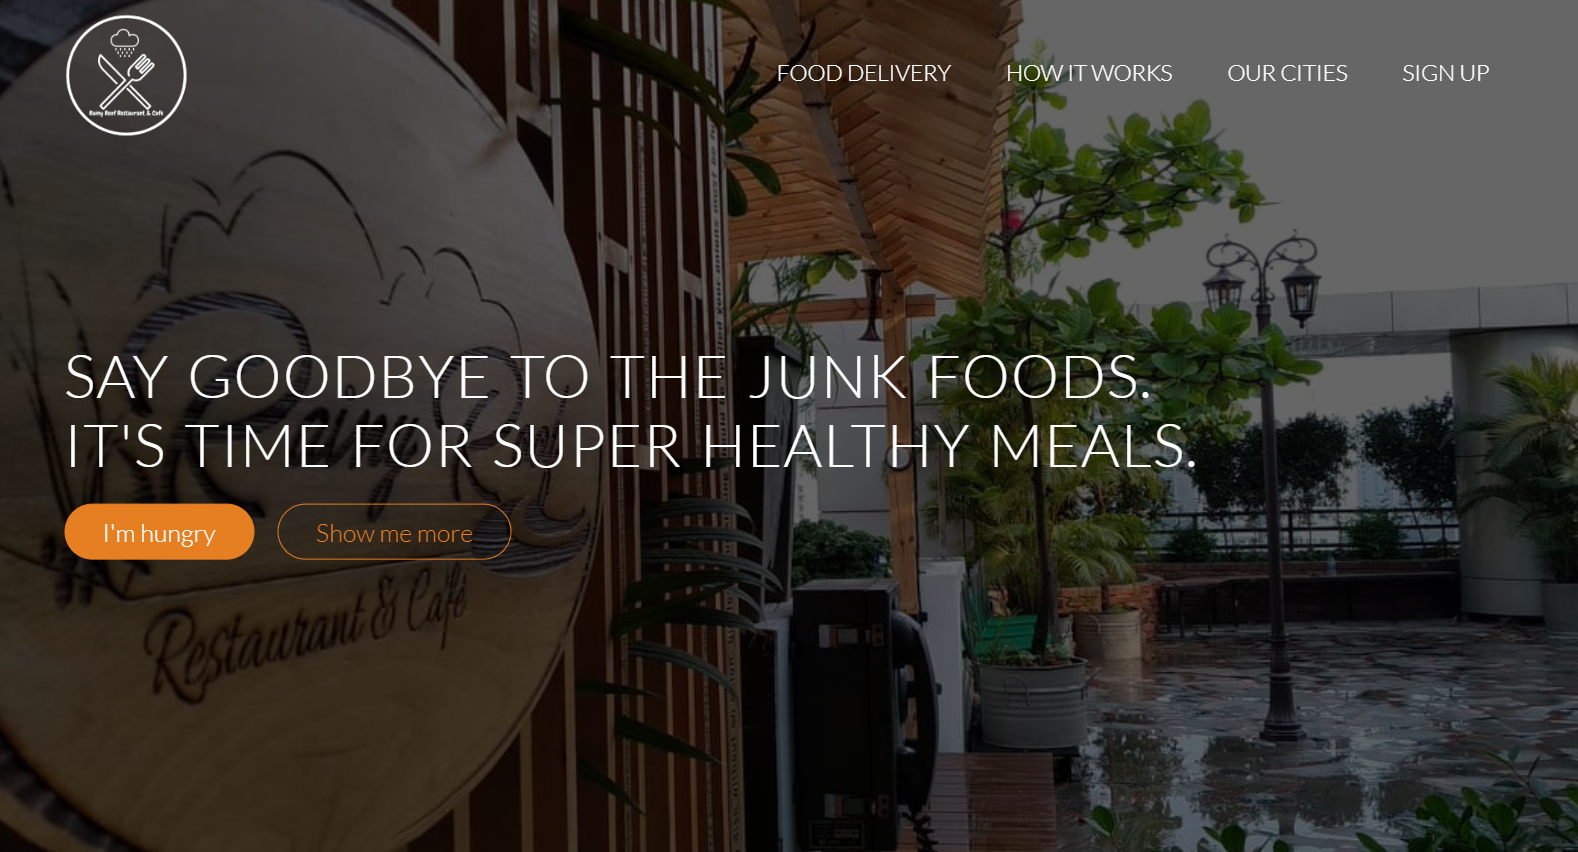 Rainy Roof Restaurant & Cafe
FOOD DELIVERY
HOW IT WORKS
OUR CITIES
SIGN UP
SAY GOODBYE TO THE JUNK FOODS.
IT'S TIME FOR SUPER HEALTHY MEALS.
I'm hungry
Show me more
Restaurant & Cafe